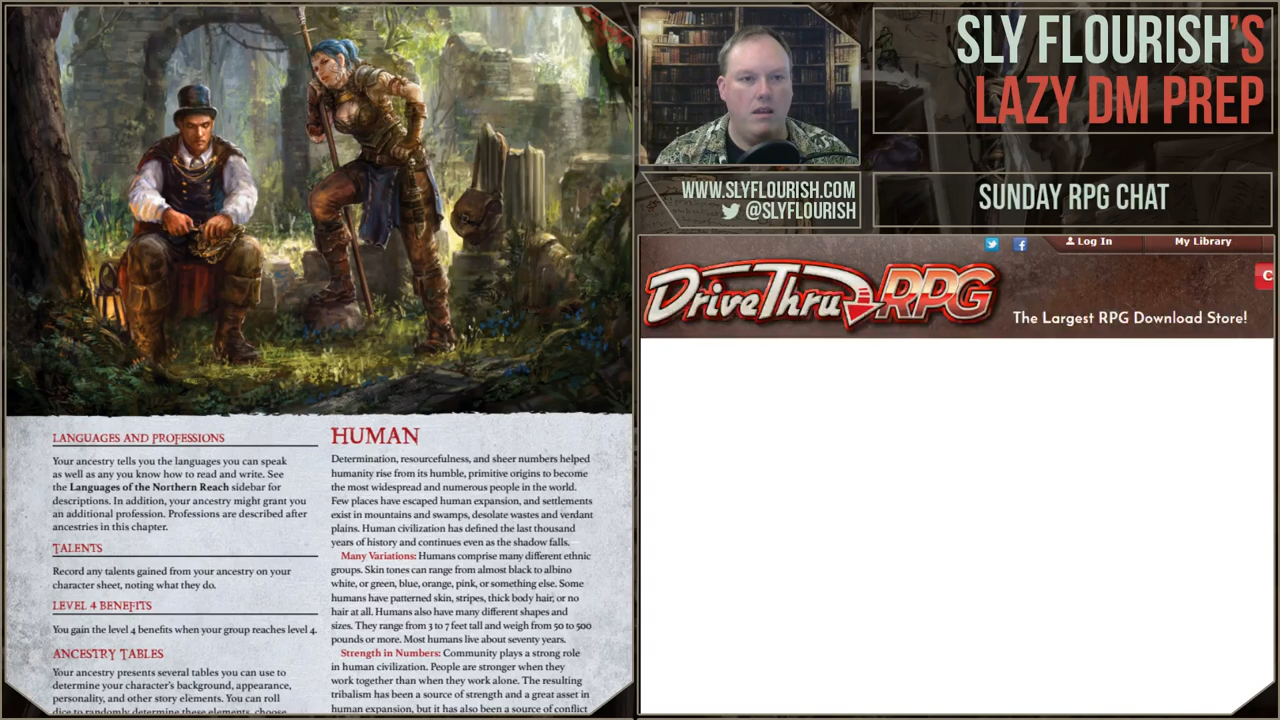 LANGUAGES AND PROFESSIONS
Your ancestry tells you the languages you can speak
as well as any you know how to read and write. See
the Languages of the Northern Reach sidebar for
descriptions. In addition, your ancestry might grant you
an additional profession. Professions are described after
ancestries in this chapter.
TALENTS
Record any talents gained from your ancestry on your
character sheet, noting what they do.
LEVEL 4 BENEFITS
You gain the level 4 benefits when your group reaches level 4.
ANCESTRY TABLES
Your ancestry presents several tables you can use to
determine your character's background, appearance,
personality, and other story elements. You can roll
dice to randomly determine these elements, choose
HUMAN
Determination, resourcefulness, and sheer numbers helped
humanity rise from its humble, primitive origins to become
the most widespread and numerous people in the world.
Few places have escaped human expansion, and settlements
exist in mountains and swamps, desolate wastes and verdant
plains. Human civilization has defined the last thousand
years of history and continues even as the shadow falls.
Many Variations: Humans comprise many different ethnic
groups. Skin tones can range from almost black to albino
white, or green, blue, orange, pink, or something else. Some
humans have patterned skin, stripes, thick body hair, or no
hair at all. Humans also have many different shapes and
sizes. They range from 3 to 7 feet tall and weigh from 50 to 500
pounds or more. Most humans live about seventy years.
Strength in Numbers: Community plays a strong role
in human civilization. People are stronger when they
work together than when they work alone. The resulting
tribalism has been a source of strength and a great asset in
human expansion, but it has also been a source of conflict
SLY FLOURISH'S
LAZY DM PREP
WWW.SLYFLOURISH.COM
@SLYFLOURISH
SUNDAY RPG CHAT
Log In
My Library
C
DriveThruRPG
The Largest RPG Download Store!